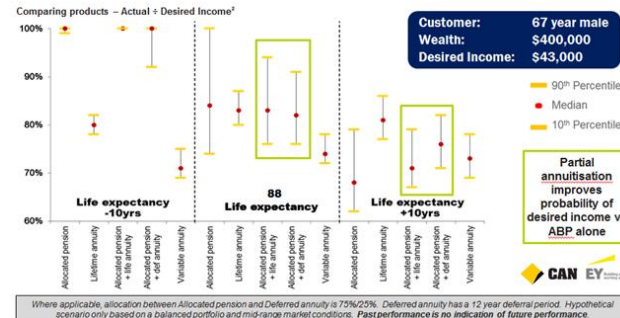 Comparing products – Actual ÷ Desired Income²
Customer: 67 year male
Wealth: $400,000
Desired Income: $43,000
100%
90%
80%
70%
60%
Life expectancy
-10yrs
88
Life expectancy
Life expectancy
+10yrs
90th Percentile
Median
10th Percentile
Allocated pension
Lifetime annuity
Allocated pension
+ life annuity
Allocated pension
+ def annuity
Variable annuity
Allocated pension
Lifetime annuity
Allocated pension
+ life annuity
Allocated pension
+ def annuity
Variable annuity
Allocated pension
Lifetime annuity
Allocated pension
+ life annuity
Allocated pension
+ def annuity
Variable annuity
Partial
annuitisation
improves
probability of
desired income v
ABP alone
CAN EY
Where applicable, allocation between Allocated pension and Deferred annuity is 75%/25%. Deferred annuity has a 12 year deferral period. Hypothetical
scenario only based on a balanced portfolio and mid-range market conditions. Past performance is no indication of future performance.